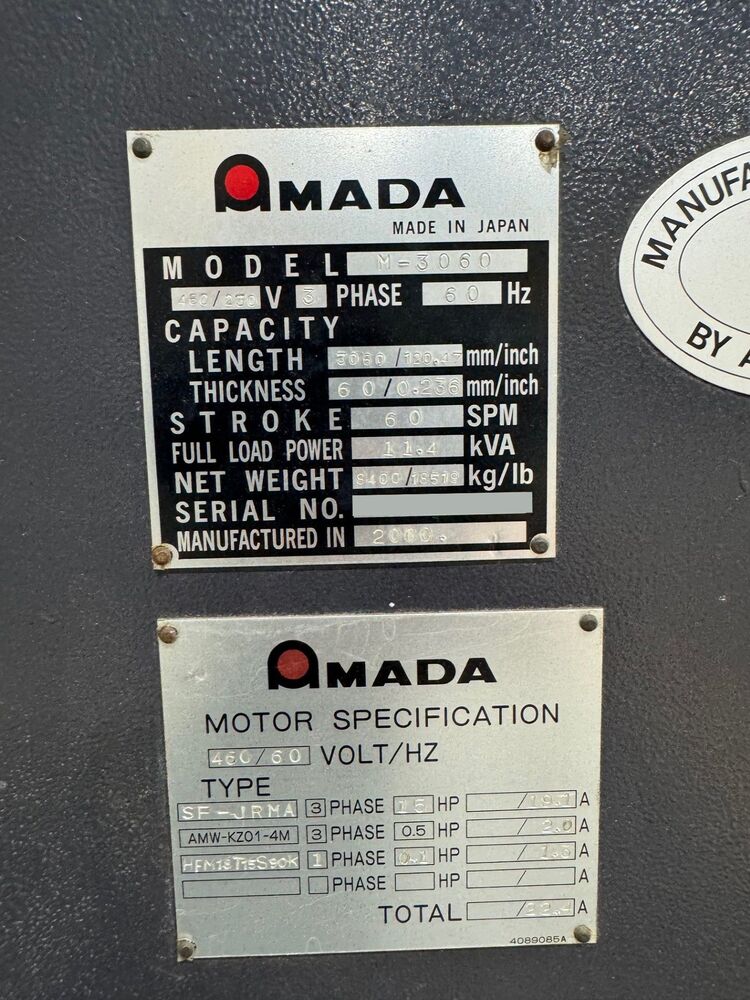 AMADA
MADE IN JAPAN
MODEL M-3060
460/230 V 3 PHASE 60 Hz
CAPACITY
LENGTH 3060/120.47 mm/inch
THICKNESS 6.0/0.236 mm/inch
STROKE 60 SPM
FULL LOAD POWER 11.4 kVA
NET WEIGHT 8400/18519 kg/lb
SERIAL NO.
MANUFACTURED IN 2000.
MANUFA
BY A
AMADA
MOTOR SPECIFICATION
460/60 VOLT/HZ
TYPE
SF-JRMA 3 PHASE 15 HP /19.1 A
AMW-KZ01-4M 3 PHASE 0.5 HP /2.0 A
1 PHASE 0.1 HP /1.3 A
PHASE HP / A
TOTAL /22.4 A
4089085A